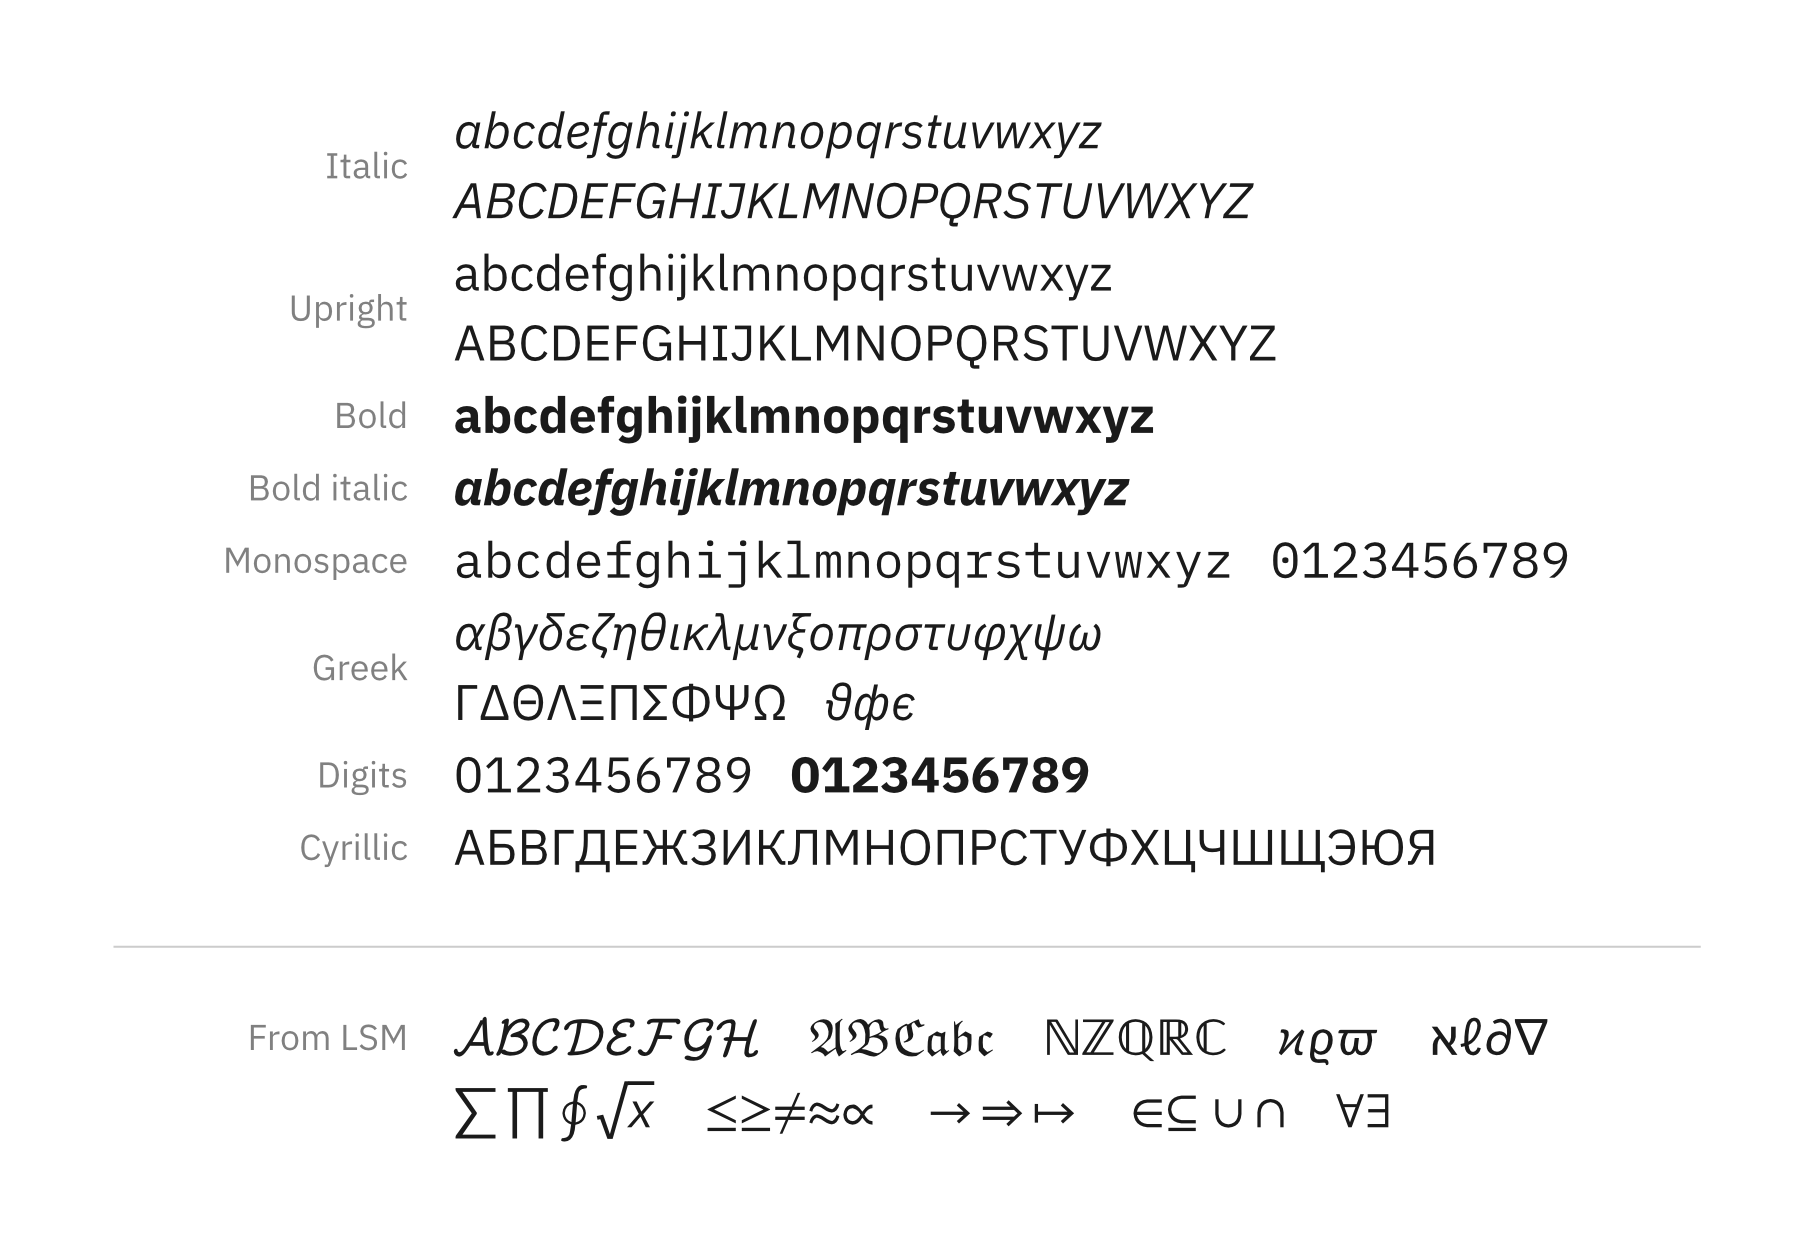 Italic abcdefghijklmnopqrstuvwxyz
ABCDEFGHIJKLMNOPQRSTUVWXYZ
Upright abcdefghijklmnopqrstuvwxyz
ABCDEFGHIJKLMNOPQRSTUVWXYZ
Bold abcdefghijklmnopqrstuvwxyz
Bold italic abcdefghijklmnopqrstuvwxyz
Monospace abcdefghijklmnopqrstuvwxyz 0123456789
Greek αβγδεζηθικλμνξοπρστυφχψω
ΓΔΘΛΞΠΣΦΨΩ ϑϕϵ
Digits 0123456789 0123456789
Cyrillic АБВГДЕЖЗИКЛМНОПРСТУФХЦЧШЩЭЮЯ
From LSM 𝒜ℬ𝒞𝒟ℰℱ𝒢ℋ 𝔄𝔅ℭ𝔞𝔟𝔠 ℕℤℚℝℂ ϰϱϖ ℵℓ∂∇
∑∏∮√x ≤≥≠≈∝ →⇒↦ ∈⊆∪∩ ∀∃